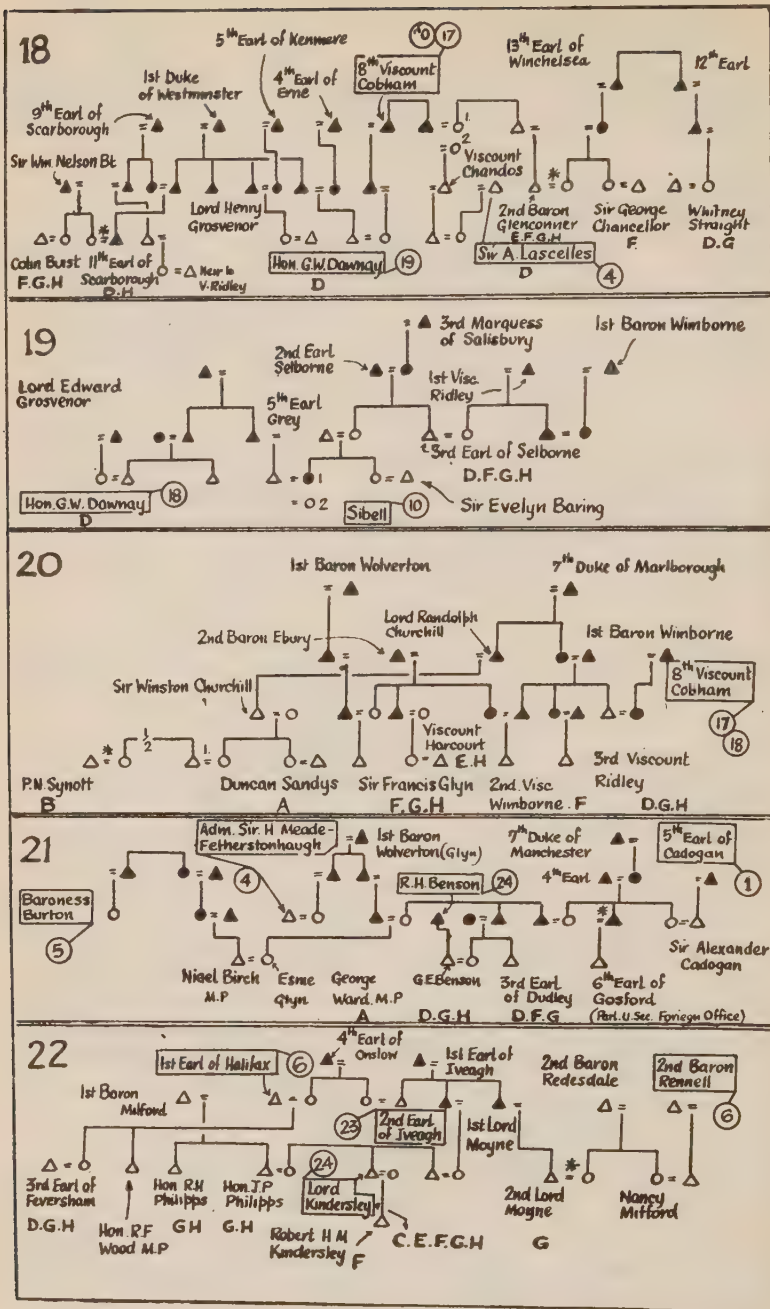 18
5th Earl of Kenmere
17
13th Earl of
Winchelsea
12th Earl
1st Duke
of Westminster
4th Earl of
Erne
8th Viscount
Cobham
9th Earl of
Scarborough
Sir Wm. Nelson Bt
= 1.
= 2
Viscount
Chandos
Lord Henry
Grosvenor
2nd Baron
Glenconner
E.F.G.H
Sir George
Chancellor
F.
Whitney
Straight
D.G
Colin Buist
F.G.H
11th Earl of
Scarborough
D.H
V. Ridley
Hon. G.W. Dawnay
19
D
Sir A. Lascelles
4
D
19
3rd Marquess
of Salisbury
1st Baron Wimborne
2nd Earl
Selborne
1st Visc.
Ridley
Lord Edward
Grosvenor
5th Earl
Grey
3rd Earl of Selborne
D.F.G.H
Hon. G.W. Dawnay
18
D
1
= 2
Sibell
10
Sir Evelyn Baring
20
1st Baron Wolverton
7th Duke of Marlborough
2nd Baron Ebury
Lord Randolph
Churchill
1st Baron Wimborne
Sir Winston Churchill
8th Viscount
Cobham
17
18
1/2
1.
Viscount
Harcourt
E.H
P.N. Synott
B
Duncan Sandys
A
Sir Francis Glyn
F.G.H
2nd. Visc
Wimborne. F
3rd Viscount
Ridley
D.G.H
21
Adm. Sir. H Meade-
Fetherstonhaugh
4
1st Baron
Wolverton (Glyn)
7th Duke of
Manchester
5th Earl of
Cadogan
1
Baroness
Burton
5
R.H. Benson
24
4th Earl
Nigel Birch
M.P
Esme
Glyn
George
Ward. M.P
A
G.E Benson
D.G.H
3rd Earl
of Dudley
D.F.G
6th Earl of
Gosford
(Parl. U. Sec. Foriegn Office)
Sir Alexander
Cadogan
22
4th Earl of
Onslow
1st Earl of
Iveagh
2nd Baron
Redesdale
2nd Baron
Rennell
6
1st Earl of Halifax
6
1st Baron
Milford
23
2nd Earl
of Iveagh
1st Lord
Moyne
3rd Earl of
Feversham
D.G.H
Hon. R.F
Wood M.P
Hon R.H
Philipps
GH
Hon. J.P
Philipps
G.H
24
Lord
Kindersley
Robert H M
Kindersley
F
C.E.F.G.H
2nd Lord
Moyne
G
Nancy
Mitford